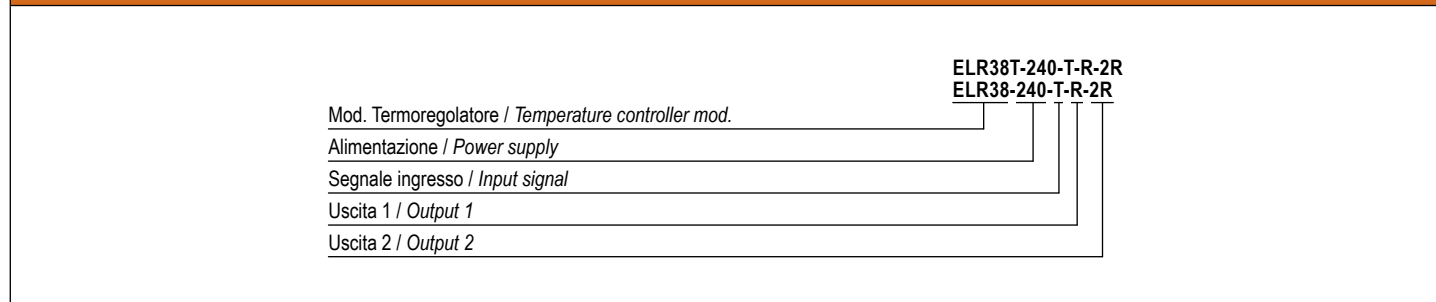 ELR38T-240-T-R-2R
ELR38-240-T-R-2R
Mod. Termoregolatore / Temperature controller mod.
Alimentazione / Power supply
Segnale ingresso / Input signal
Uscita 1 / Output 1
Uscita 2 / Output 2